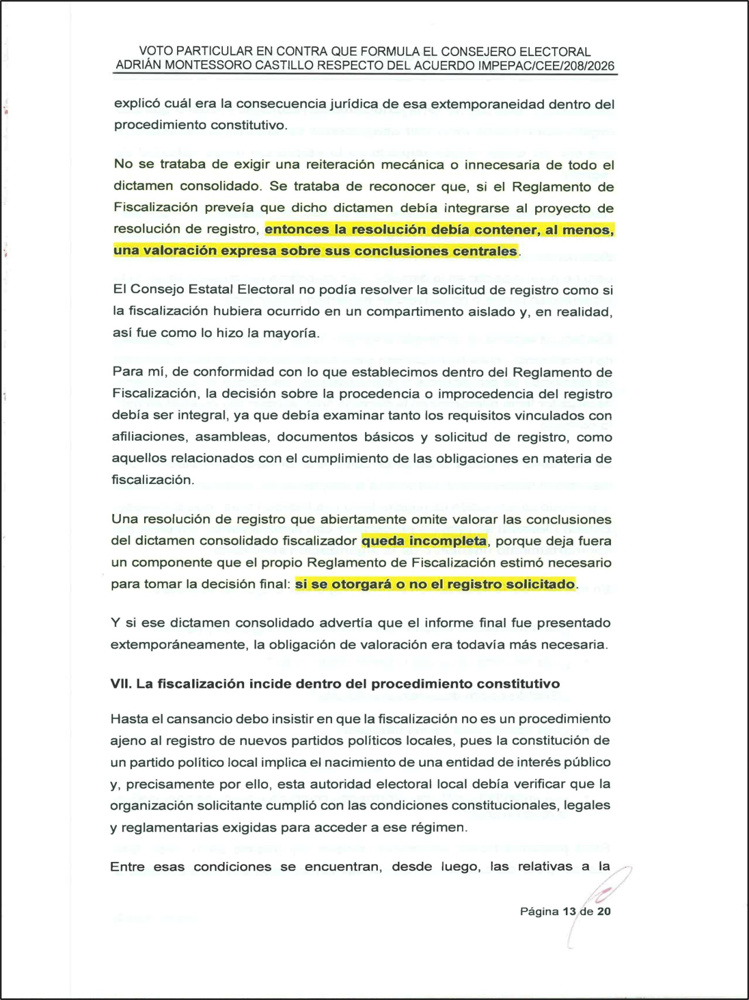 VOTO PARTICULAR EN CONTRA QUE FORMULA EL CONSEJERO ELECTORAL
ADRIÁN MONTESSORO CASTILLO RESPECTO DEL ACUERDO IMPEPAC/CEE/208/2026
explicó cuál era la consecuencia jurídica de esa extemporaneidad dentro del
procedimiento constitutivo.
No se trataba de exigir una reiteración mecánica o innecesaria de todo el
dictamen consolidado. Se trataba de reconocer que, si el Reglamento de
Fiscalización preveía que dicho dictamen debía integrarse al proyecto de
resolución de registro, entonces la resolución debía contener, al menos,
una valoración expresa sobre sus conclusiones centrales.
El Consejo Estatal Electoral no podía resolver la solicitud de registro como si
la fiscalización hubiera ocurrido en un compartimento aislado y, en realidad,
así fue como lo hizo la mayoría.
Para mí, de conformidad con lo que establecimos dentro del Reglamento de
Fiscalización, la decisión sobre la procedencia o improcedencia del registro
debía ser integral, ya que debía examinar tanto los requisitos vinculados con
afiliaciones, asambleas, documentos básicos y solicitud de registro, como
aquellos relacionados con el cumplimiento de las obligaciones en materia de
fiscalización.
Una resolución de registro que abiertamente omite valorar las conclusiones
del dictamen consolidado fiscalizador queda incompleta, porque deja fuera
un componente que el propio Reglamento de Fiscalización estimó necesario
para tomar la decisión final: si se otorgará o no el registro solicitado.
Y si ese dictamen consolidado advertía que el informe final fue presentado
extemporáneamente, la obligación de valoración era todavía más necesaria.
VII. La fiscalización incide dentro del procedimiento constitutivo
Hasta el cansancio debo insistir en que la fiscalización no es un procedimiento
ajeno al registro de nuevos partidos políticos locales, pues la constitución de
un partido político local implica el nacimiento de una entidad de interés público
y, precisamente por ello, esta autoridad electoral local debía verificar que la
organización solicitante cumplió con las condiciones constitucionales, legales
y reglamentarias exigidas para acceder a ese régimen.
Entre esas condiciones se encuentran, desde luego, las relativas a la
Página 13 de 20